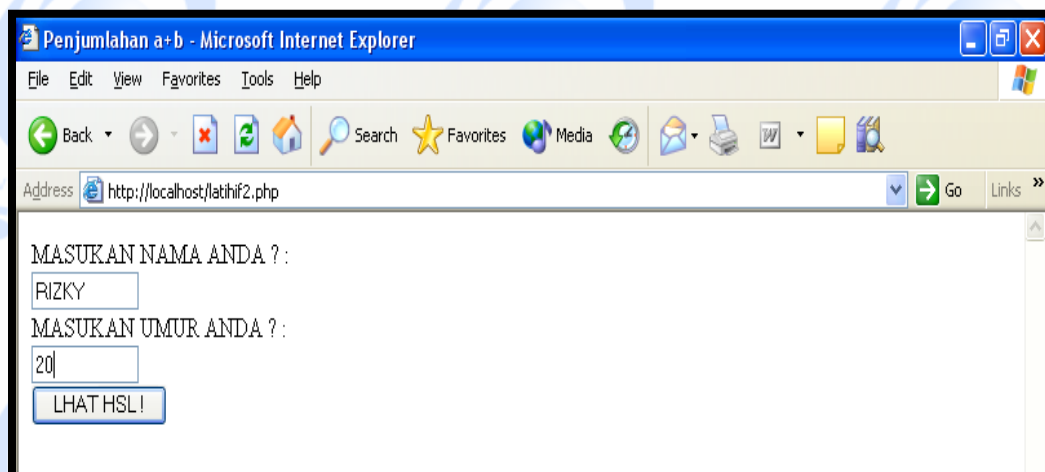 Penjumlahan a+b - Microsoft Internet Explorer
File Edit View Favorites Tools Help
Back Search Favorites Media W
Address http://localhost/latihif2.php Go Links »
MASUKAN NAMA ANDA ? :
RIZKY
MASUKAN UMUR ANDA ? :
20
LHAT HSL !